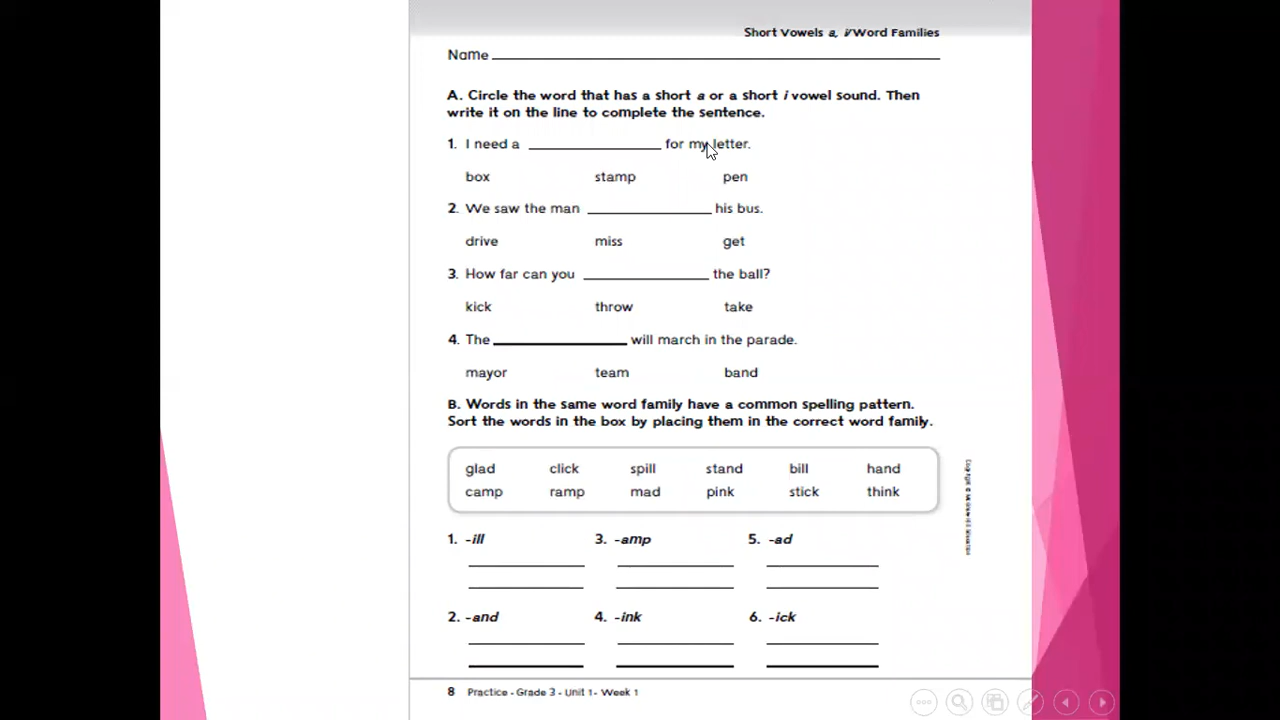 Short Vowels a, i/Word Families
Name
A. Circle the word that has a short a or a short i vowel sound. Then
write it on the line to complete the sentence.
1. I need a ____________ for my letter.
box stamp pen
2. We saw the man ____________ his bus.
drive miss get
3. How far can you ____________ the ball?
kick throw take
4. The ____________ will march in the parade.
mayor team band
B. Words in the same word family have a common spelling pattern.
Sort the words in the box by placing them in the correct word family.
glad click spill stand bill hand
camp ramp mad pink stick think
1. -ill 3. -amp 5. -ad
2. -and 4. -ink 6. -ick
8 Practice - Grade 3 - Unit 1 - Week 1